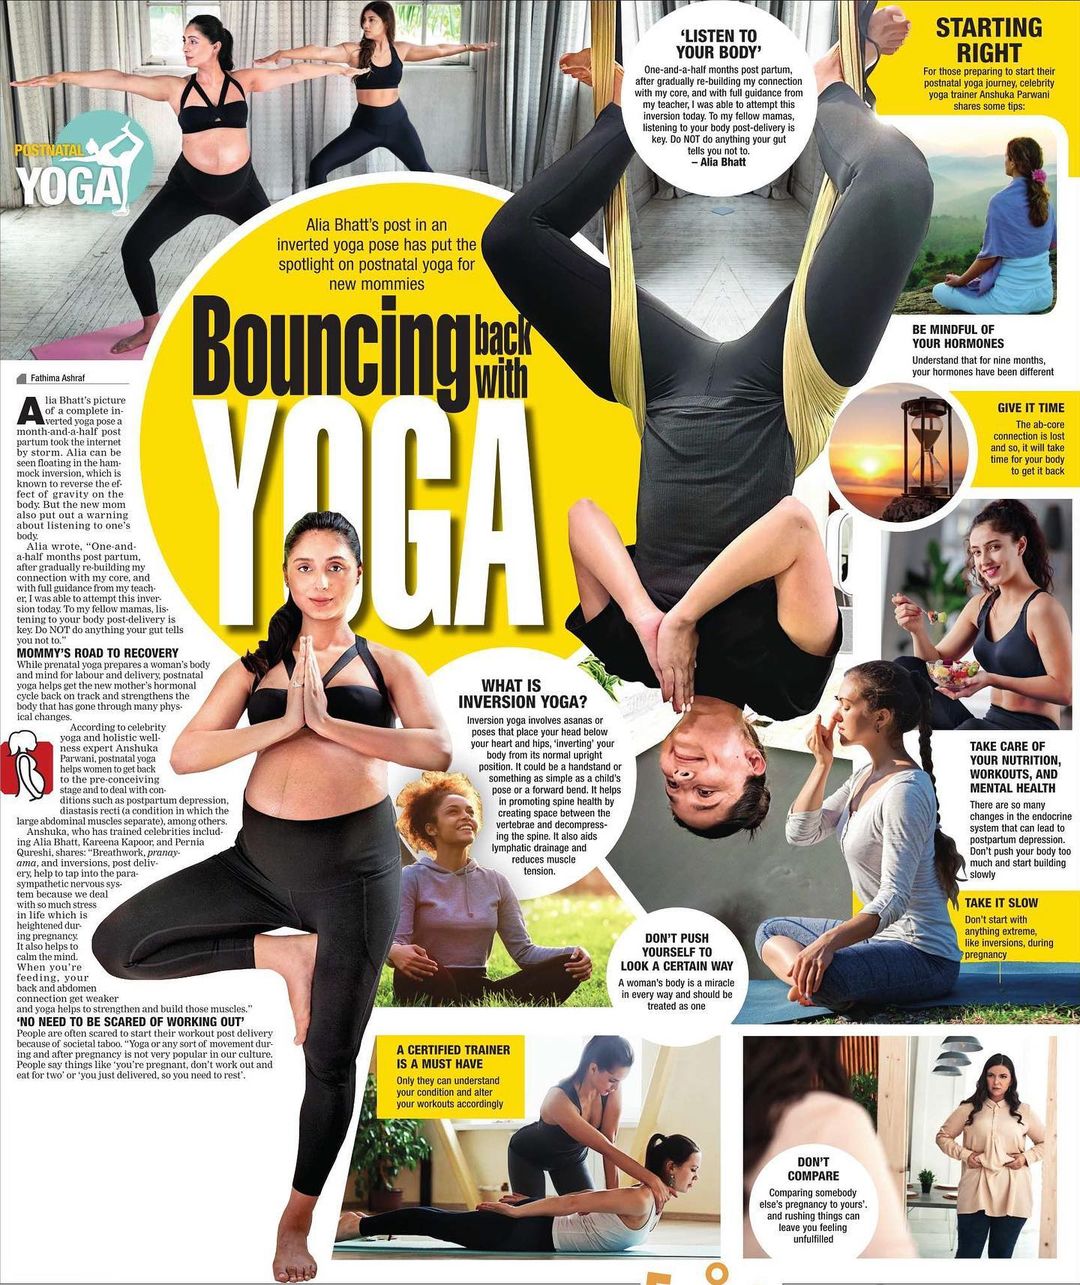 POSTNATAL
YOGA
Alia Bhatt's post in an
inverted yoga pose has put the
spotlight on postnatal yoga for
new mommies
Bouncing back
with
YOGA
Fathima Ashraf
Alia Bhatt's picture
of a complete in-
verted yoga pose a
month-and-a-half post
partum took the internet
by storm. Alia can be
seen floating in the ham-
mock inversion, which is
known to reverse the ef-
fect of gravity on the
body. But the new mom
also put out a warning
about listening to one's
body.
Alia wrote, "One-and-
a-half months post partum,
after gradually re-building my
connection with my core, and
with full guidance from my teach-
er, I was able to attempt this inver-
sion today. To my fellow mamas, lis-
tening to your body post-delivery is
key. Do NOT do anything your gut tells
you not to."
MOMMY'S ROAD TO RECOVERY
While prenatal yoga prepares a woman's body
and mind for labour and delivery, postnatal
yoga helps get the new mother's hormonal
cycle back on track and strengthens the
body that has gone through many phys-
ical changes.
According to celebrity
yoga and holistic well-
ness expert Anshuka
Parwani, postnatal yoga
helps women to get back
to the pre-conceiving
stage and to deal with con-
ditions such as postpartum depression,
diastasis recti (a condition in which the
large abdominal muscles separate), among others.
Anshuka, who has trained celebrities includ-
ing Alia Bhatt, Kareena Kapoor, and Pernia
Qureshi, shares: "Breathwork, pranay-
ama, and inversions, post deliv-
ery, help to tap into the para-
sympathetic nervous sys-
tem because we deal
with so much stress
in life which is
heightened dur-
ing pregnancy.
It also helps to
calm the mind.
When you're
feeding, your
back and abdomen
connection get weaker
and yoga helps to strengthen and build those muscles."
'NO NEED TO BE SCARED OF WORKING OUT'
People are often scared to start their workout post delivery
because of societal taboo. "Yoga or any sort of movement dur-
ing and after pregnancy is not very popular in our culture.
People say things like 'you're pregnant, don't work out and
eat for two' or 'you just delivered, so you need to rest'.
'LISTEN TO
YOUR BODY'
One-and-a-half months post partum,
after gradually re-building my connection
with my core, and with full guidance from
my teacher, I was able to attempt this
inversion today. To my fellow mamas,
listening to your body post-delivery is
key. Do NOT do anything your gut
tells you not to.
– Alia Bhatt
WHAT IS
INVERSION YOGA?
Inversion yoga involves asanas or
poses that place your head below
your heart and hips, 'inverting' your
body from its normal upright
position. It could be a handstand or
something as simple as a child's
pose or a forward bend. It helps
in promoting spine health by
creating space between the
vertebrae and decompress-
ing the spine. It also aids
lymphatic drainage and
reduces muscle
tension.
STARTING
RIGHT
For those preparing to start their
postnatal yoga journey, celebrity
yoga trainer Anshuka Parwani
shares some tips:
BE MINDFUL OF
YOUR HORMONES
Understand that for nine months,
your hormones have been different
GIVE IT TIME
The ab-core
connection is lost
and so, it will take
time for your body
to get it back
TAKE CARE OF
YOUR NUTRITION,
WORKOUTS, AND
MENTAL HEALTH
There are so many
changes in the endocrine
system that can lead to
postpartum depression.
Don't push your body too
much and start building
slowly
TAKE IT SLOW
Don't start with
anything extreme,
like inversions, during
pregnancy
DON'T PUSH
YOURSELF TO
LOOK A CERTAIN WAY
A woman's body is a miracle
in every way and should be
treated as one
A CERTIFIED TRAINER
IS A MUST HAVE
Only they can understand
your condition and alter
your workouts accordingly
DON'T
COMPARE
Comparing somebody
else's pregnancy to yours'.
and rushing things can
leave you feeling
unfulfilled